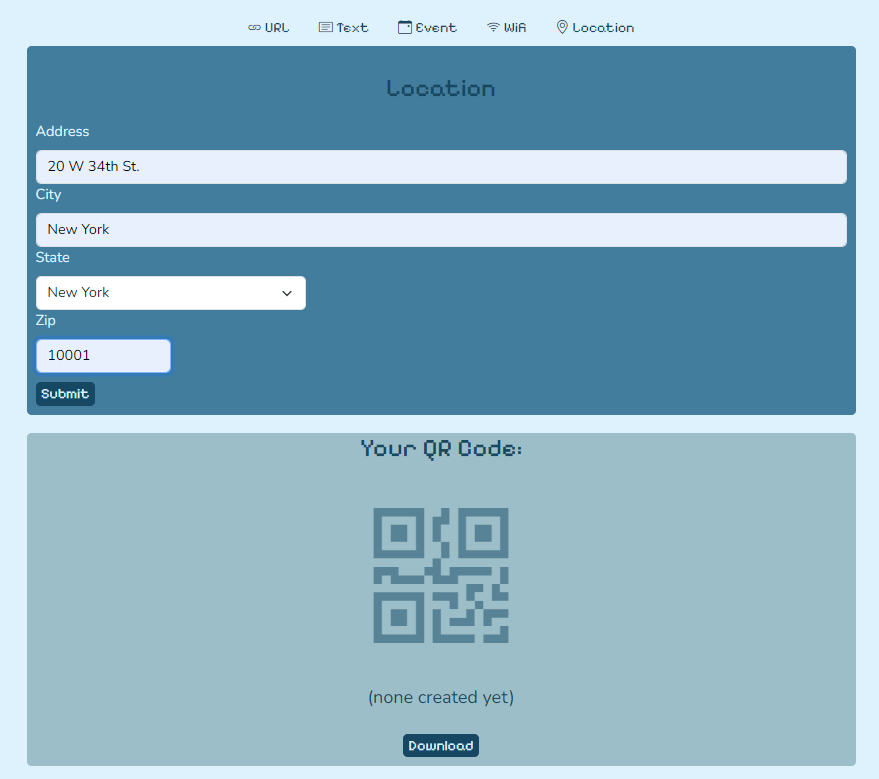 URL Text Event Wifi Location
Location
Address
20 W 34th St.
City
New York
State
New York
Zip
10001
Submit
Your QR Code:
(none created yet)
Download